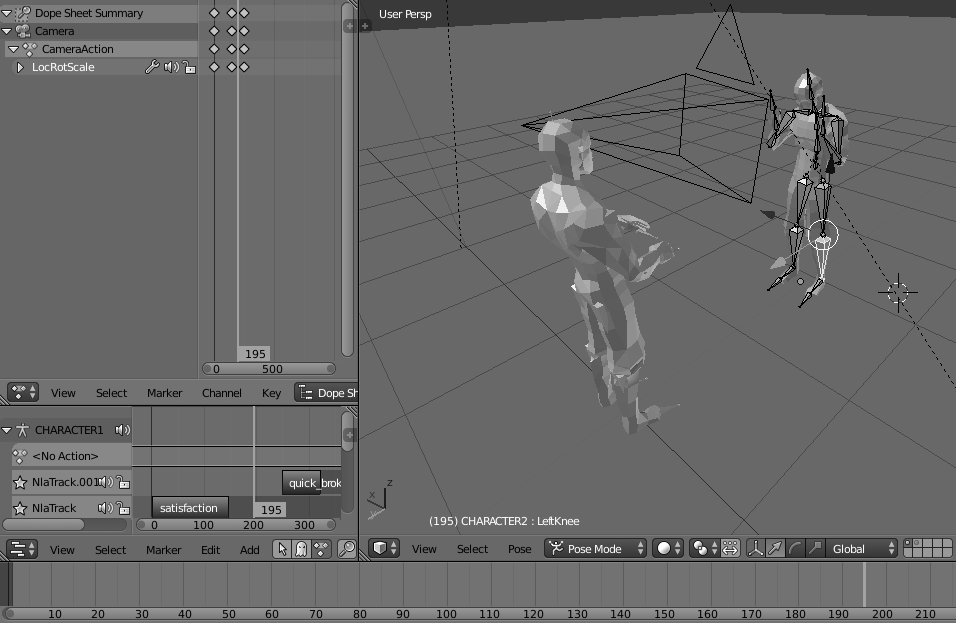 Dope Sheet Summary
Camera
CameraAction
LocRotScale
195
0 500
View Select Marker Channel Key Dope Sh
CHARACTER1
<No Action>
NlaTrack.001
quick_brok
NlaTrack
satisfaction
195
0 100 200 300
View Select Marker Edit Add
User Persp
z
x
y
(195) CHARACTER2 : LeftKnee
View Select Pose Pose Mode Global
10 20 30 40 50 60 70 80 90 100 110 120 130 140 150 160 170 180 190 200 210